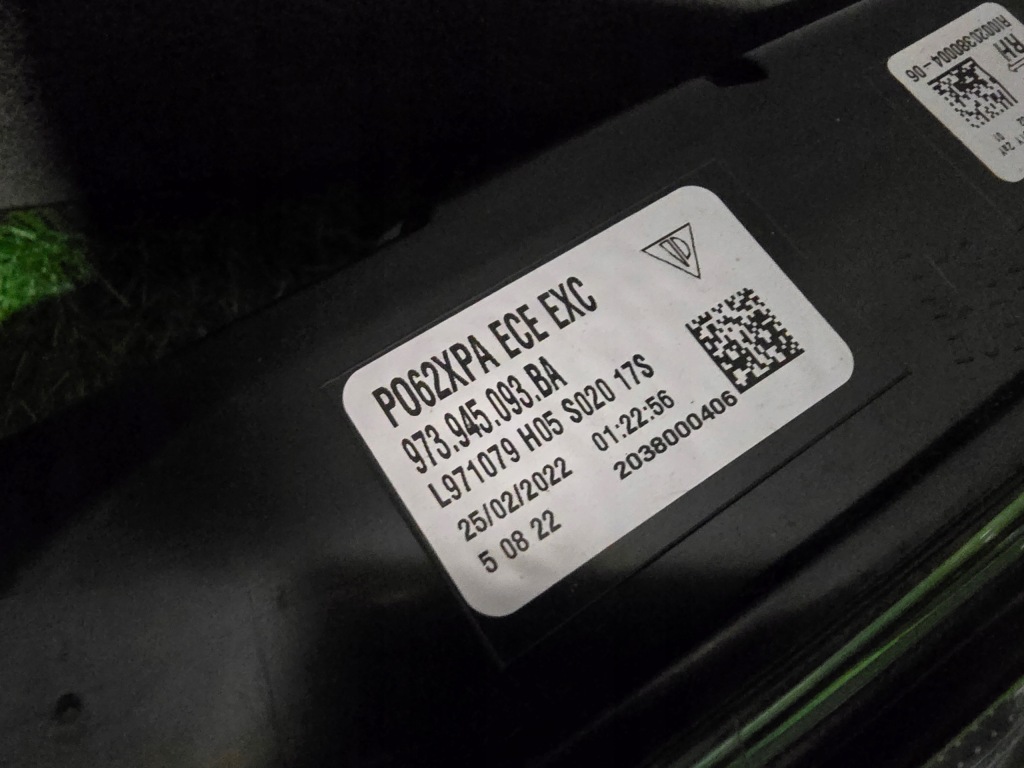 P062XPA ECE EXC
973.945.093.BA
L971079 H05 S020 17S
25/02/2022 01:22:56
5 08 22 2038000406
RH